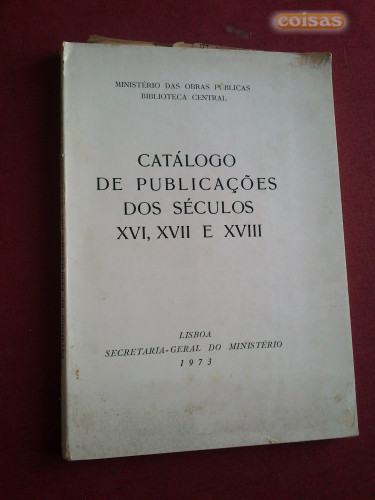 coisas
MINISTÉRIO DAS OBRAS PÚBLICAS
BIBLIOTECA CENTRAL
CATÁLOGO
DE PUBLICAÇÕES
DOS SÉCULOS
XVI, XVII E XVIII
LISBOA
SECRETARIA-GERAL DO MINISTÉRIO
1973